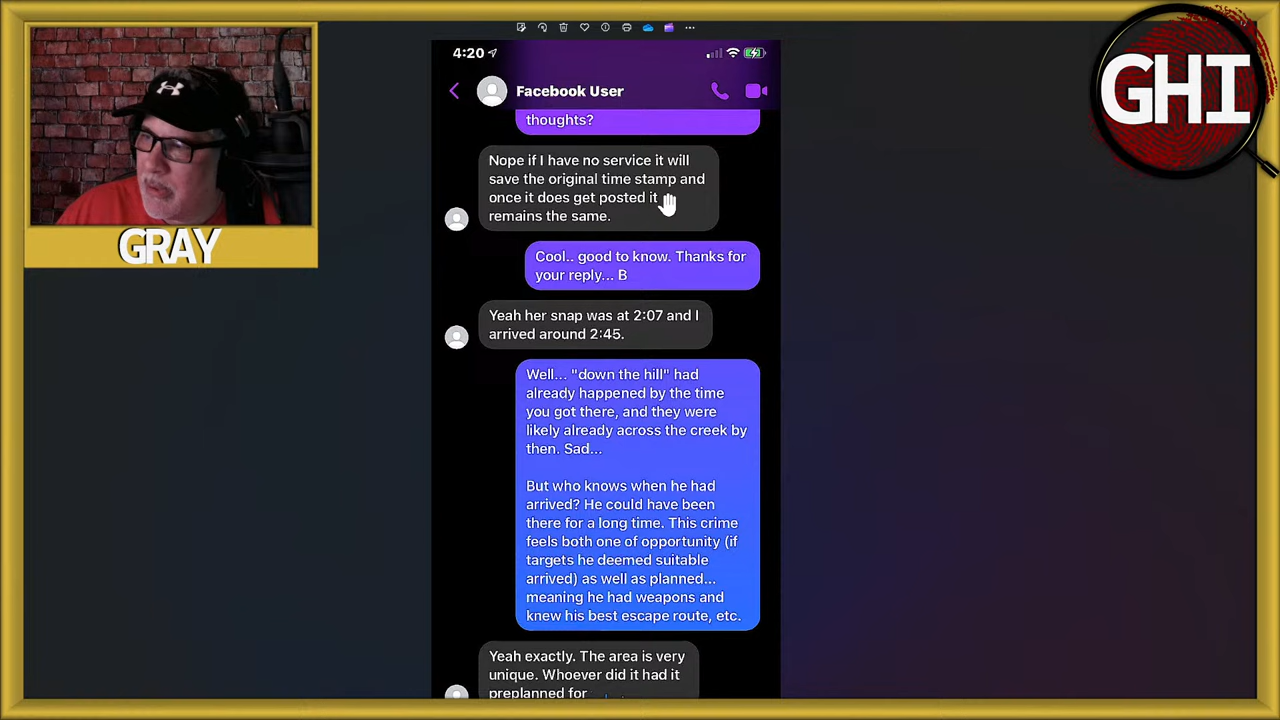 4:20
Facebook User
thoughts?
Nope if I have no service it will
save the original time stamp and
once it does get posted it
remains the same.
Cool.. good to know. Thanks for
your reply... B
Yeah her snap was at 2:07 and I
arrived around 2:45.
Well... "down the hill" had
already happened by the time
you got there, and they were
likely already across the creek by
then. Sad...
But who knows when he had
arrived? He could have been
there for a long time. This crime
feels both one of opportunity (if
targets he deemed suitable
arrived) as well as planned...
meaning he had weapons and
knew his best escape route, etc.
Yeah exactly. The area is very
unique. Whoever did it had it
preplanned for
GRAY
GHI